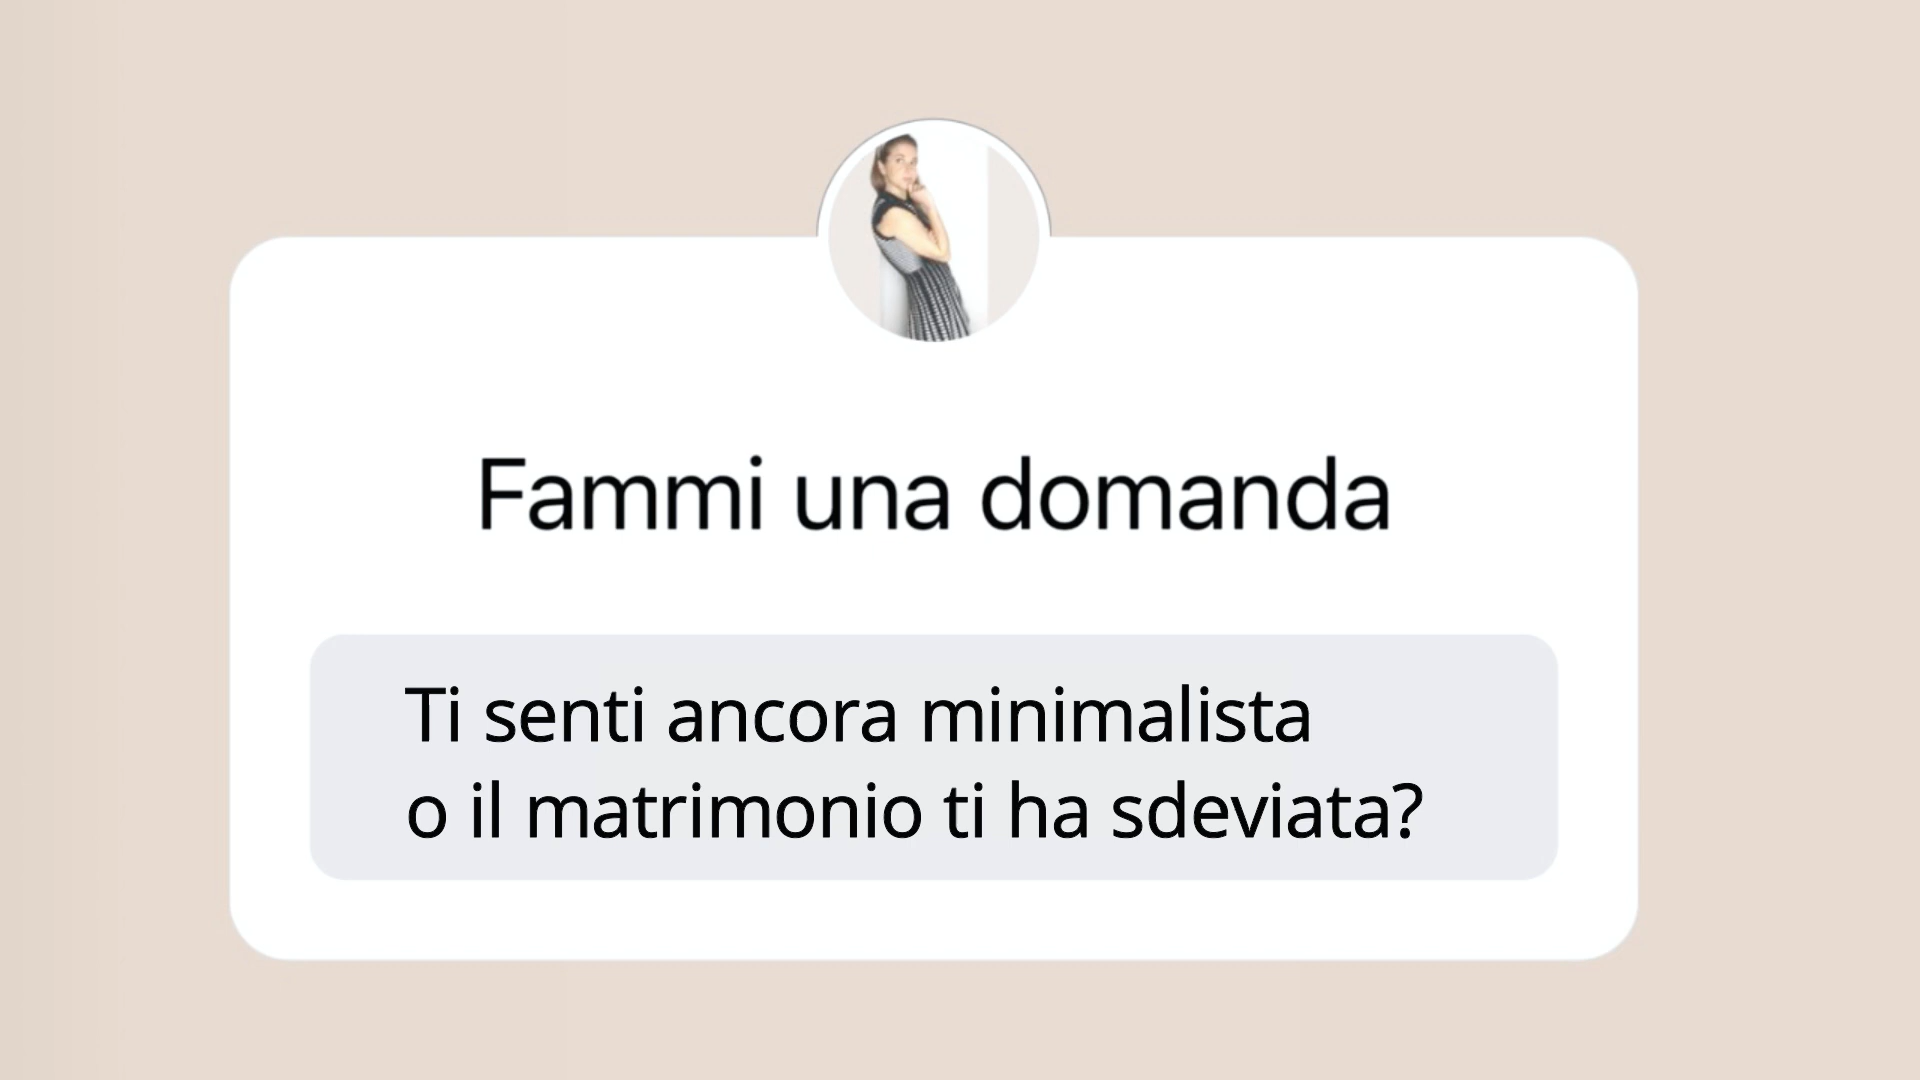 Fammi una domanda
Ti senti ancora minimalista
o il matrimonio ti ha sdeviata?